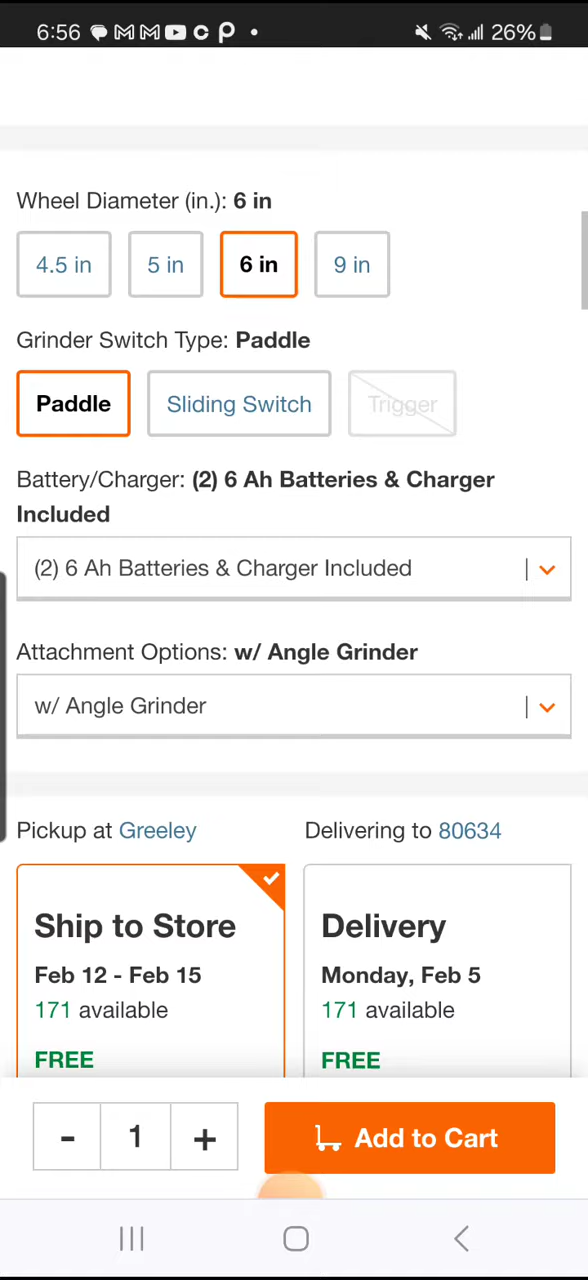 6:56 26%
Wheel Diameter (in.): 6 in
4.5 in 5 in 6 in 9 in
Grinder Switch Type: Paddle
Paddle Sliding Switch Trigger
Battery/Charger: (2) 6 Ah Batteries & Charger
Included
(2) 6 Ah Batteries & Charger Included
Attachment Options: w/ Angle Grinder
w/ Angle Grinder
Pickup at Greeley Delivering to 80634
Ship to Store Delivery
Feb 12 - Feb 15 Monday, Feb 5
171 available 171 available
FREE FREE
- 1 + Add to Cart